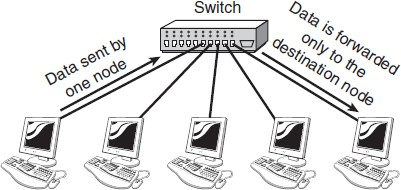 Switch
Data sent by
one node
Data is forwarded
only to the
destination node